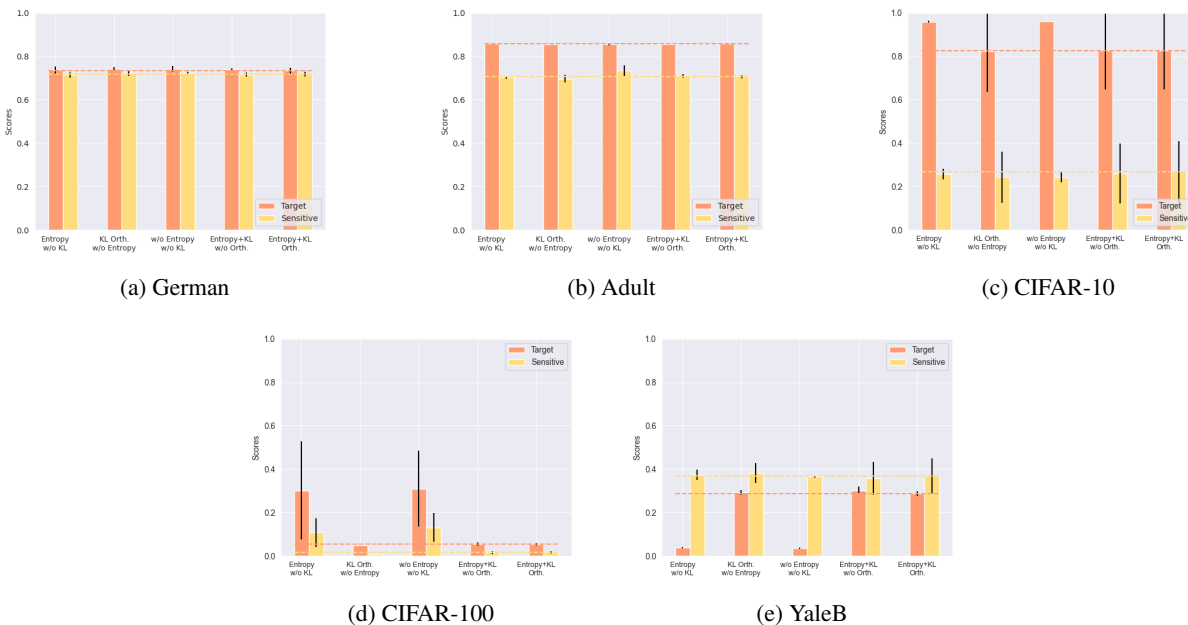 1.0
0.8
0.6
0.4
0.2
0.0
Scores
Target
Sensitive
Entropy
w/o KL
KL Orth.
w/o Entropy
w/o Entropy
w/o KL
Entropy+KL
w/o Orth.
Entropy+KL
Orth.
(a) German
1.0
0.8
0.6
0.4
0.2
0.0
Scores
Target
Sensitive
Entropy
w/o KL
KL Orth.
w/o Entropy
w/o Entropy
w/o KL
Entropy+KL
w/o Orth.
Entropy+KL
Orth.
(b) Adult
1.0
0.8
0.6
0.4
0.2
0.0
Scores
Target
Sensitive
Entropy
w/o KL
KL Orth.
w/o Entropy
w/o Entropy
w/o KL
Entropy+KL
w/o Orth.
Entropy+KL
Orth.
(c) CIFAR-10
1.0
0.8
0.6
0.4
0.2
0.0
Scores
Target
Sensitive
Entropy
w/o KL
KL Orth.
w/o Entropy
w/o Entropy
w/o KL
Entropy+KL
w/o Orth.
Entropy+KL
Orth.
(d) CIFAR-100
1.0
0.8
0.6
0.4
0.2
0.0
Scores
Target
Sensitive
Entropy
w/o KL
KL Orth.
w/o Entropy
w/o Entropy
w/o KL
Entropy+KL
w/o Orth.
Entropy+KL
Orth.
(e) YaleB